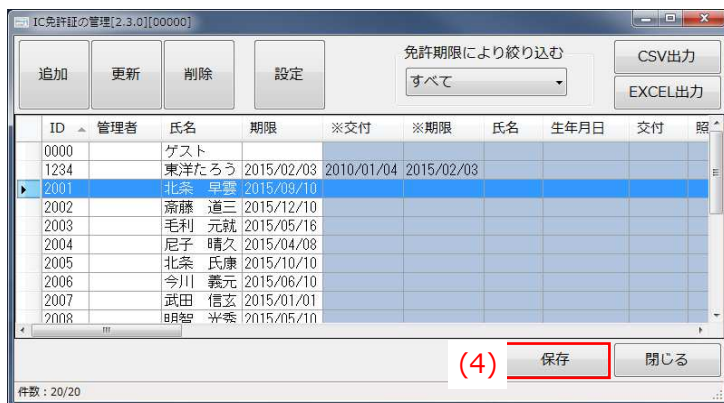 IC免許証の管理[2.3.0][00000]
追加 更新 削除 設定 免許期限により絞り込む すべて CSV出力 EXCEL出力
ID 管理者 氏名 期限 ※交付 ※期限 氏名 生年月日 交付 照
0000 ゲスト
1234 東洋たろう 2015/02/03 2010/01/04 2015/02/03
2001 北条 早雲 2015/09/10
2002 斎藤 道三 2015/12/10
2003 毛利 元就 2015/05/16
2004 尼子 晴久 2015/04/08
2005 北条 氏康 2015/10/10
2006 今川 義元 2015/06/10
2007 武田 信玄 2015/01/01
2008 明智 光秀 2015/05/10
(4) 保存 閉じる
件数 : 20/20